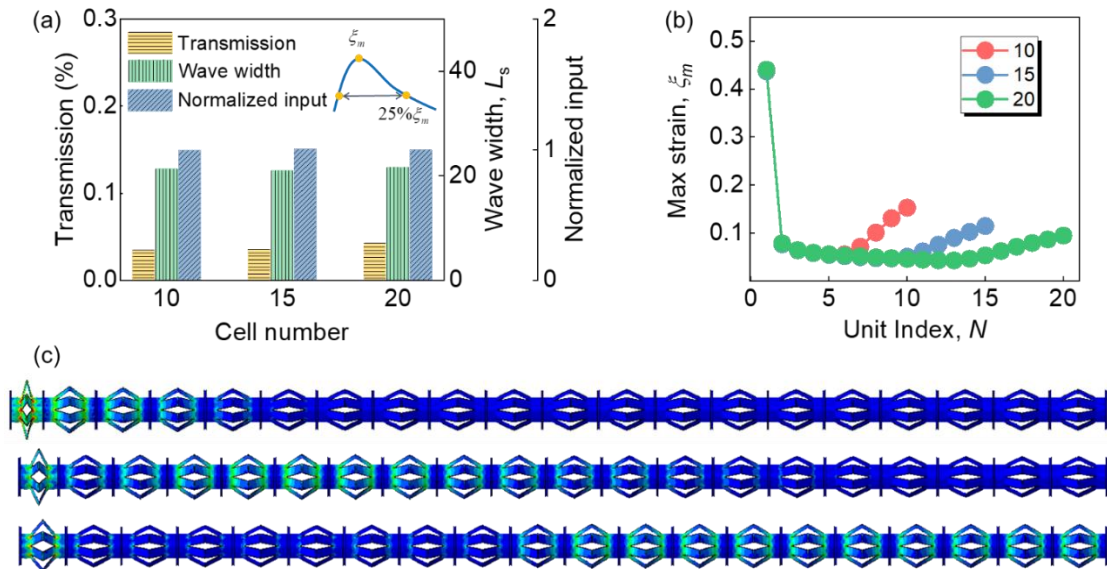 (a)
0.3
0.2
0.1
0.0
Transmission (%)
Transmission
Wave width
Normalized input
ξm
25%ξm
10
15
20
Cell number
40
20
0
Wave width, Ls
2
1
0
Normalized input
(b)
0.5
0.4
0.3
0.2
0.1
Max strain, ξm
10
15
20
0
5
10
15
20
Unit Index, N
(c)